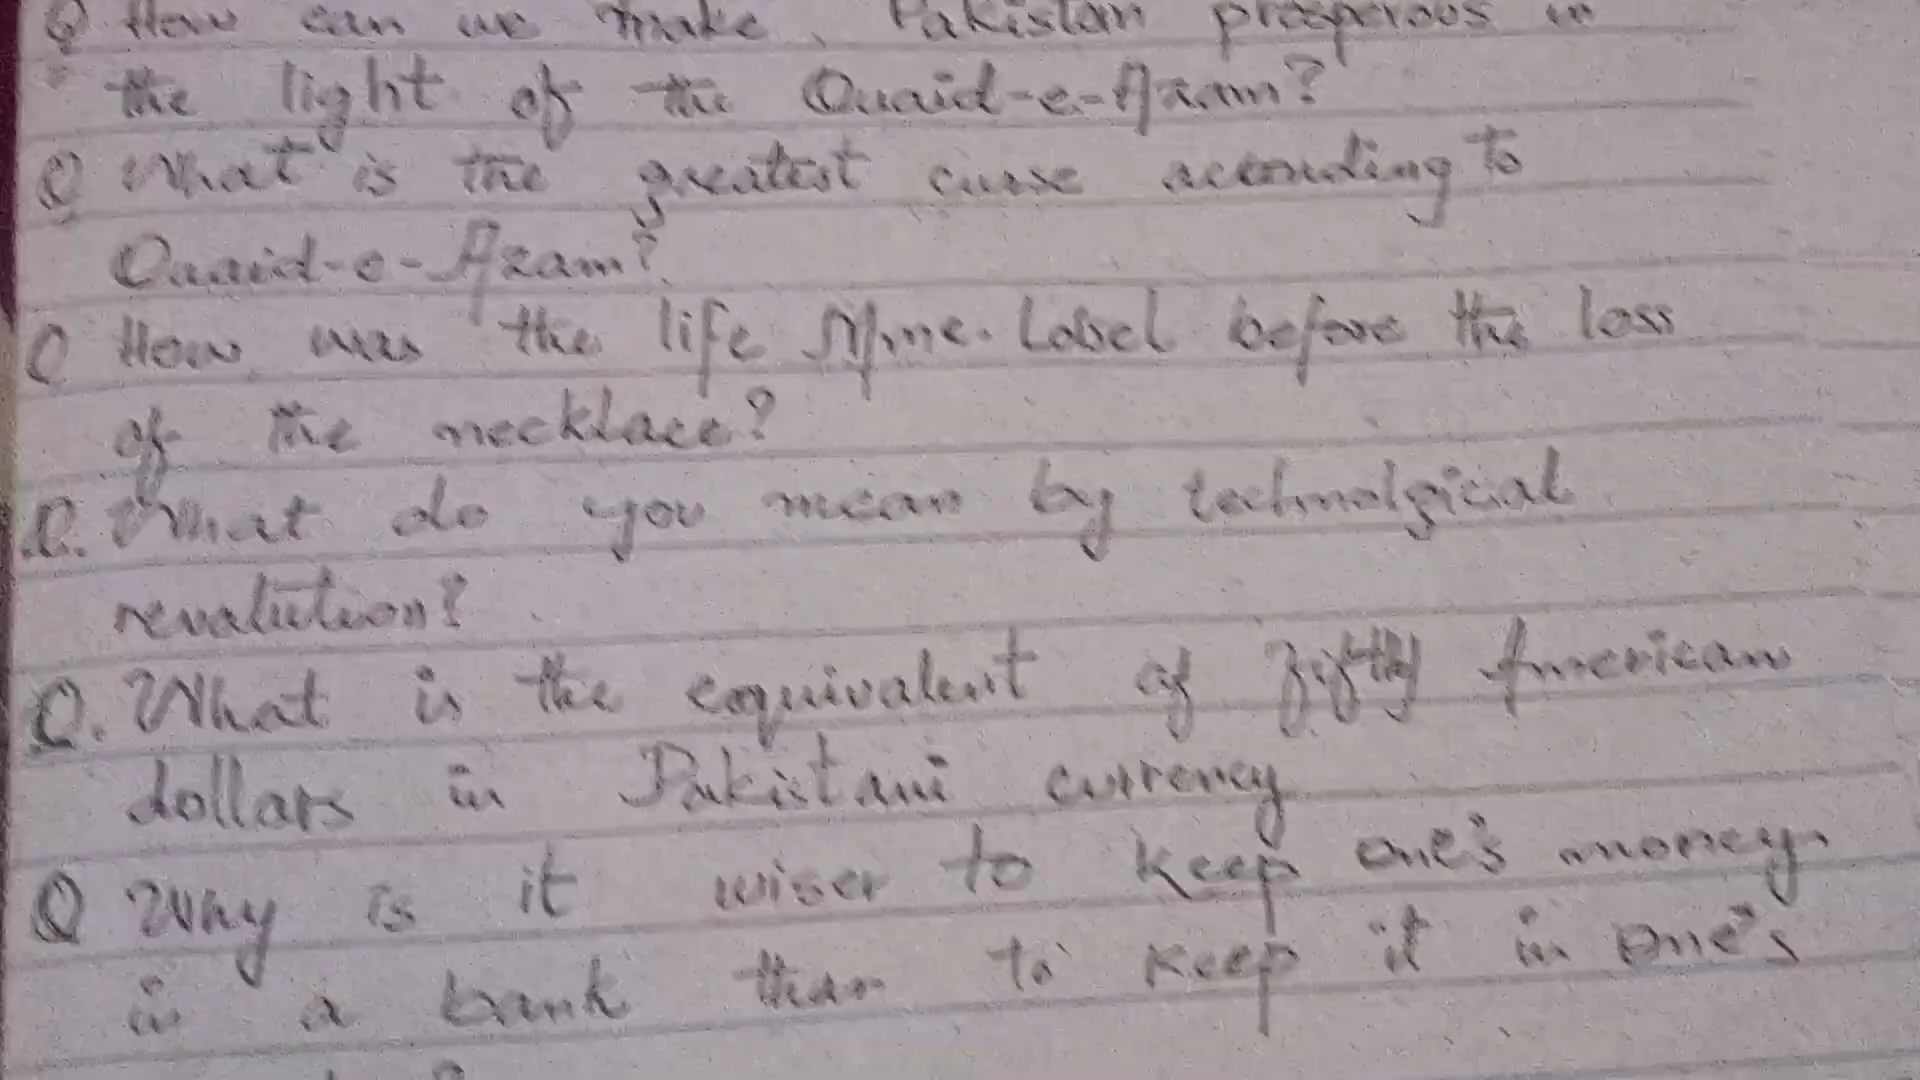 Q How can we make Pakistan prosperous in
the light of the Quaid-e-Azam?
Q What is the greatest curse according to
Quaid-e-Azam?
Q How was the life Mme. Loisel before the loss
of the necklace?
Q. What do you mean by technolgical
revalution?
Q. What is the equivalent of fifty American
dollars in Pakistani currency
Q Why is it wiser to keep one's money
in a bank than to keep it in one's